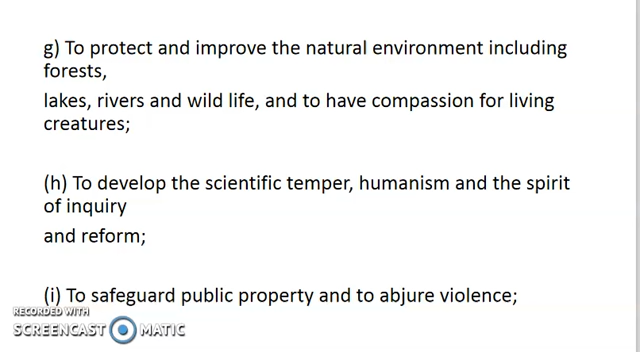 g) To protect and improve the natural environment including
forests,
lakes, rivers and wild life, and to have compassion for living
creatures;
(h) To develop the scientific temper, humanism and the spirit
of inquiry
and reform;
(i) To safeguard public property and to abjure violence;
RECORDED WITH
SCREENCAST MATIC